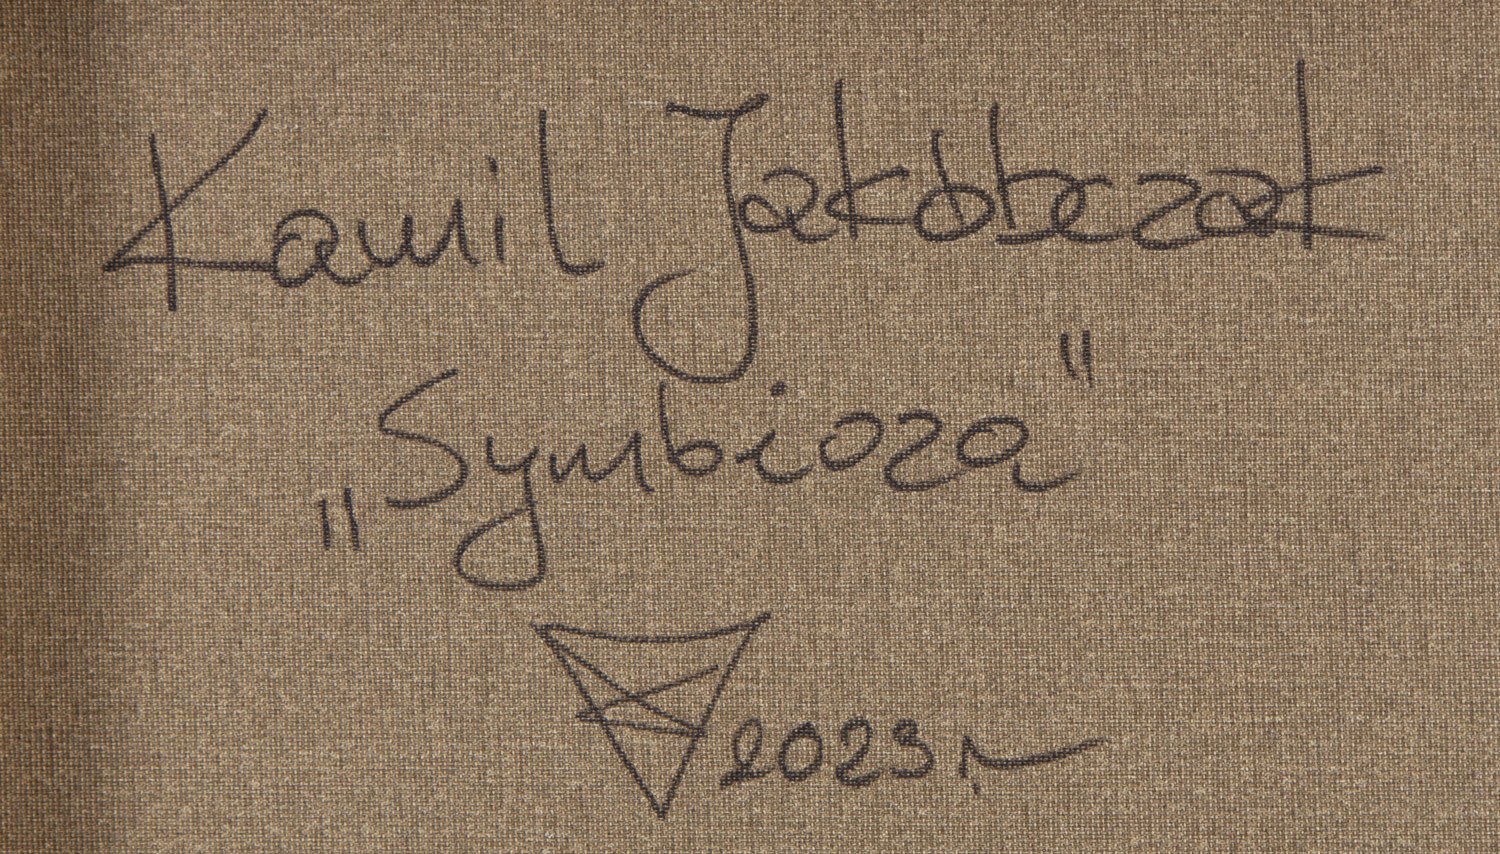 Kamil Jakóbczak
„Symbioza"
2023 r